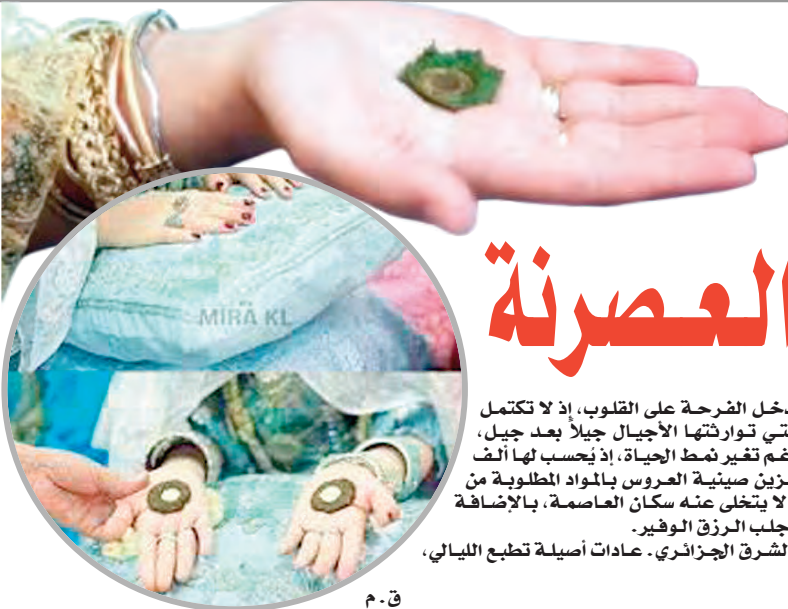 العصرنة
MIRA KL
دخل الفرحة على القلوب، إذ لا تكتمل
تي توارثتها الأجيال جيلاً بعد جيل،
غم تغير نمط الحياة، إذ يُحسب لها ألف
زين صينية العروس بالمواد المطلوبة من
لا يتخلى عنه سكان العاصمة، بالإضافة
جلب الرزق الوفير.
لشرق الجزائري. عادات أصيلة تطبع الليالي،
ق. م